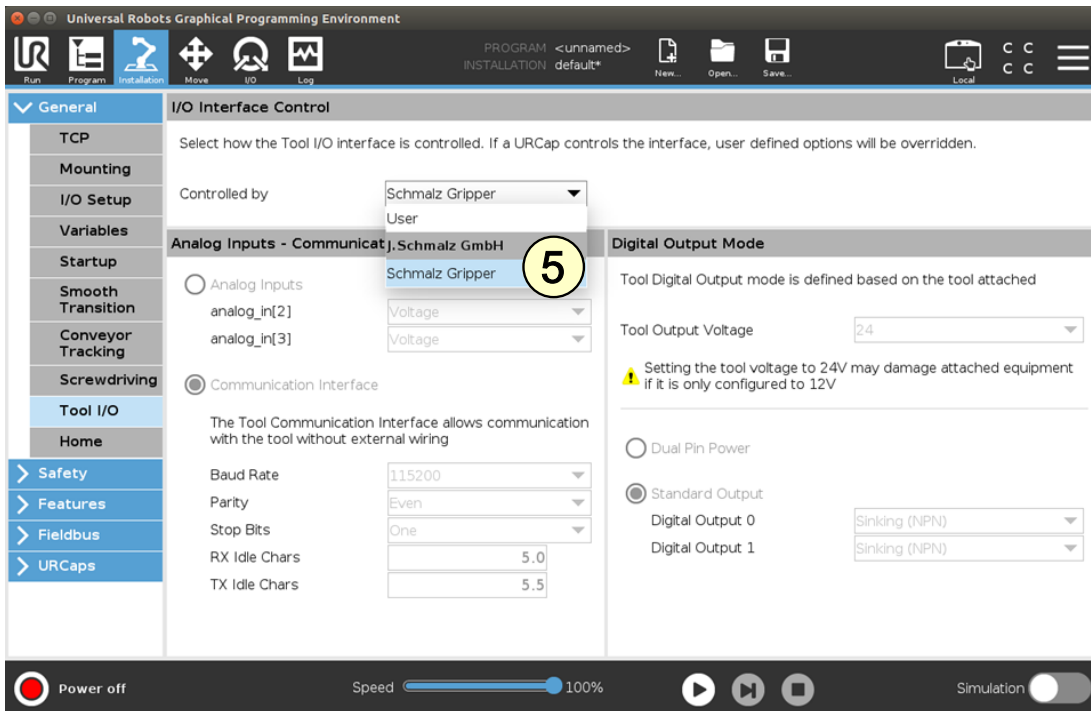 Universal Robots Graphical Programming Environment
Run
Program
Installation
Move
I/O
Log
PROGRAM <unnamed>
INSTALLATION default*
New...
Open...
Save...
Local
C C
C C
General
TCP
Mounting
I/O Setup
Variables
Startup
Smooth
Transition
Conveyor
Tracking
Screwdriving
Tool I/O
Home
Safety
Features
Fieldbus
URCaps
I/O Interface Control
Select how the Tool I/O interface is controlled. If a URCap controls the interface, user defined options will be overridden.
Controlled by
Schmalz Gripper
User
J.Schmalz GmbH
Schmalz Gripper
5
Analog Inputs - Communicat
Analog Inputs
analog_in[2] Voltage
analog_in[3] Voltage
Communication Interface
The Tool Communication Interface allows communication
with the tool without external wiring
Baud Rate 115200
Parity Even
Stop Bits One
RX Idle Chars 5.0
TX Idle Chars 5.5
Digital Output Mode
Tool Digital Output mode is defined based on the tool attached
Tool Output Voltage 24
Setting the tool voltage to 24V may damage attached equipment
if it is only configured to 12V
Dual Pin Power
Standard Output
Digital Output 0 Sinking (NPN)
Digital Output 1 Sinking (NPN)
Power off
Speed 100%
Simulation